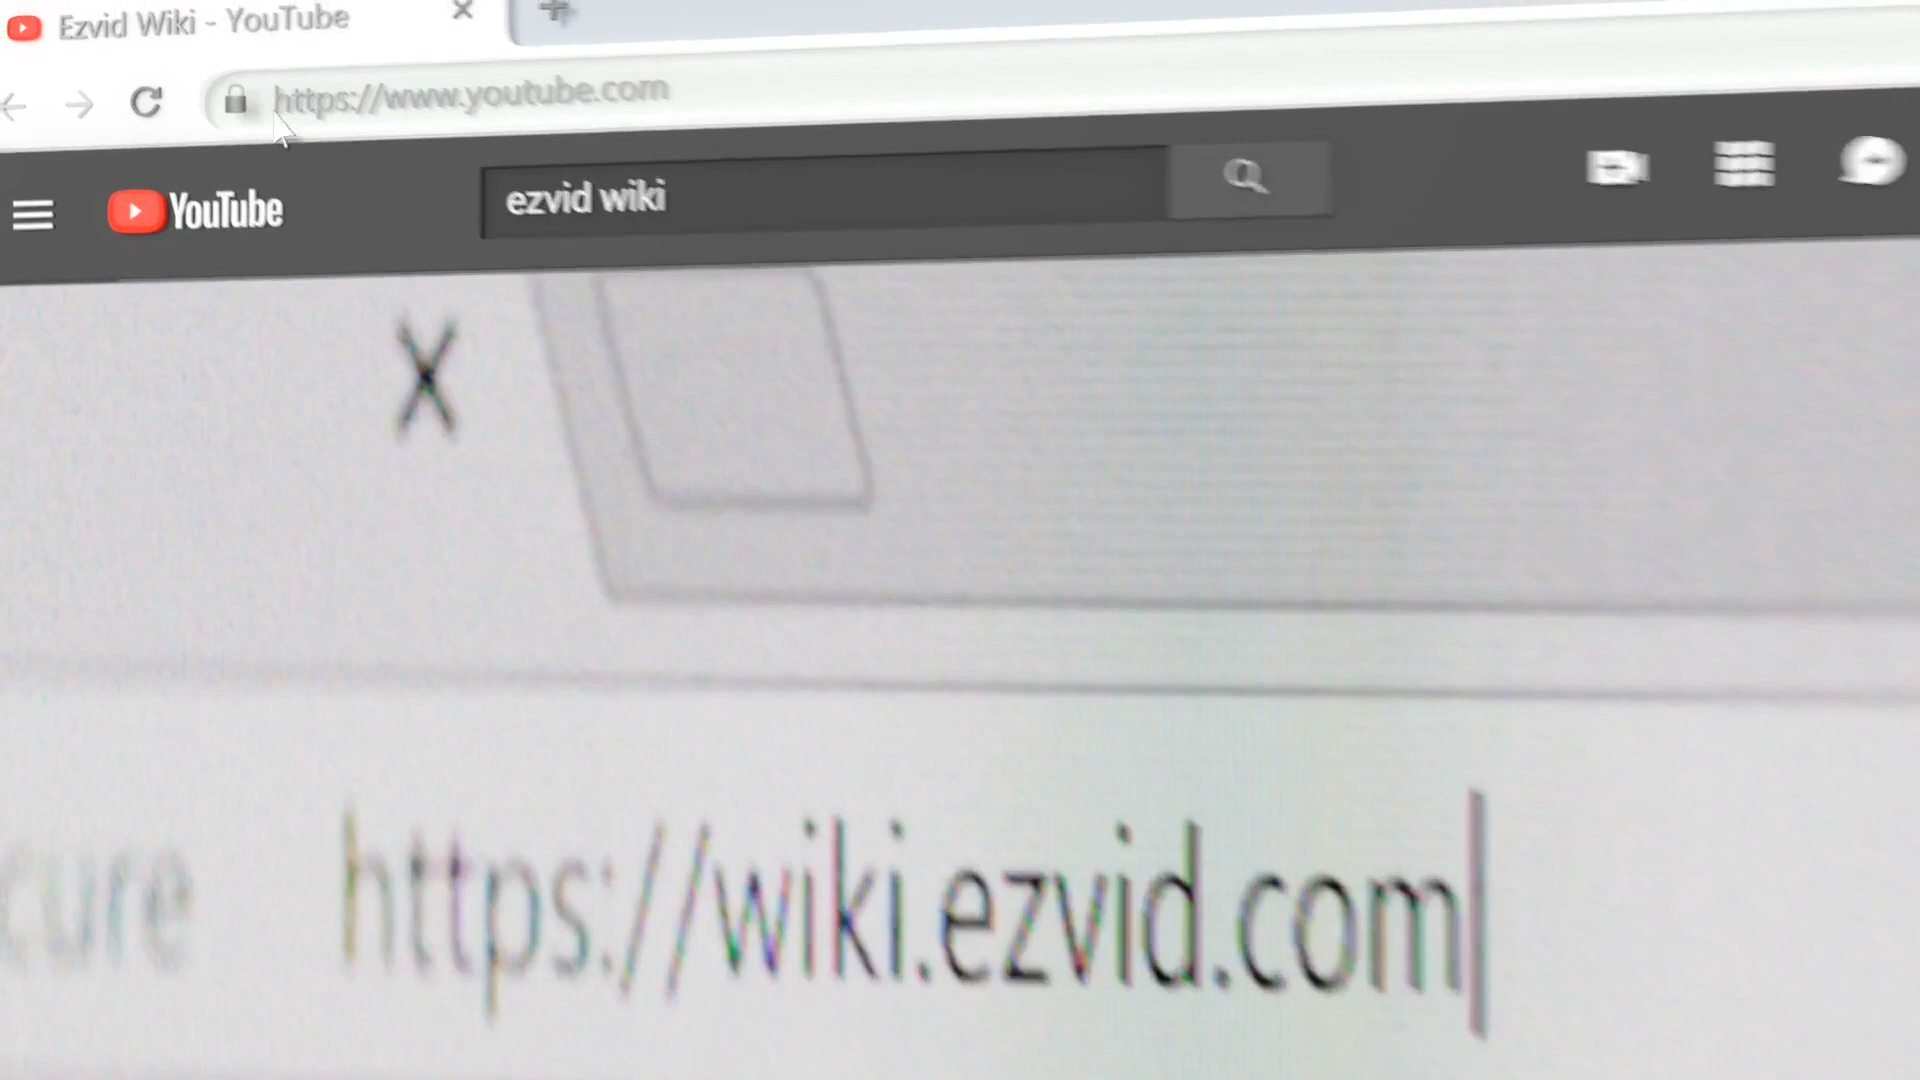 Ezvid Wiki - YouTube
https://www.youtube.com
YouTube
ezvid wiki
X
cure
https://wiki.ezvid.com